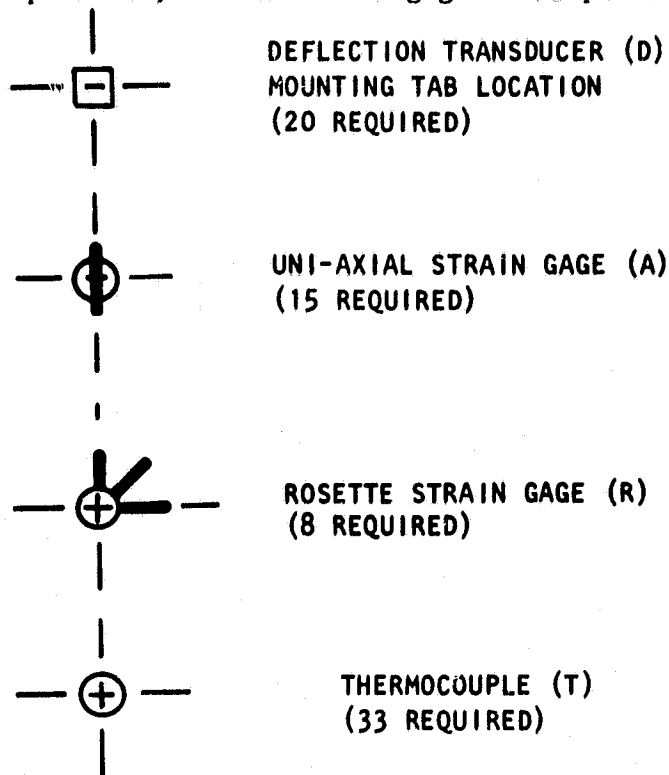 DEFLECTION TRANSDUCER (D)
MOUNTING TAB LOCATION
(20 REQUIRED)
UNI-AXIAL STRAIN GAGE (A)
(15 REQUIRED)
ROSETTE STRAIN GAGE (R)
(8 REQUIRED)
THERMOCOUPLE (T)
(33 REQUIRED)